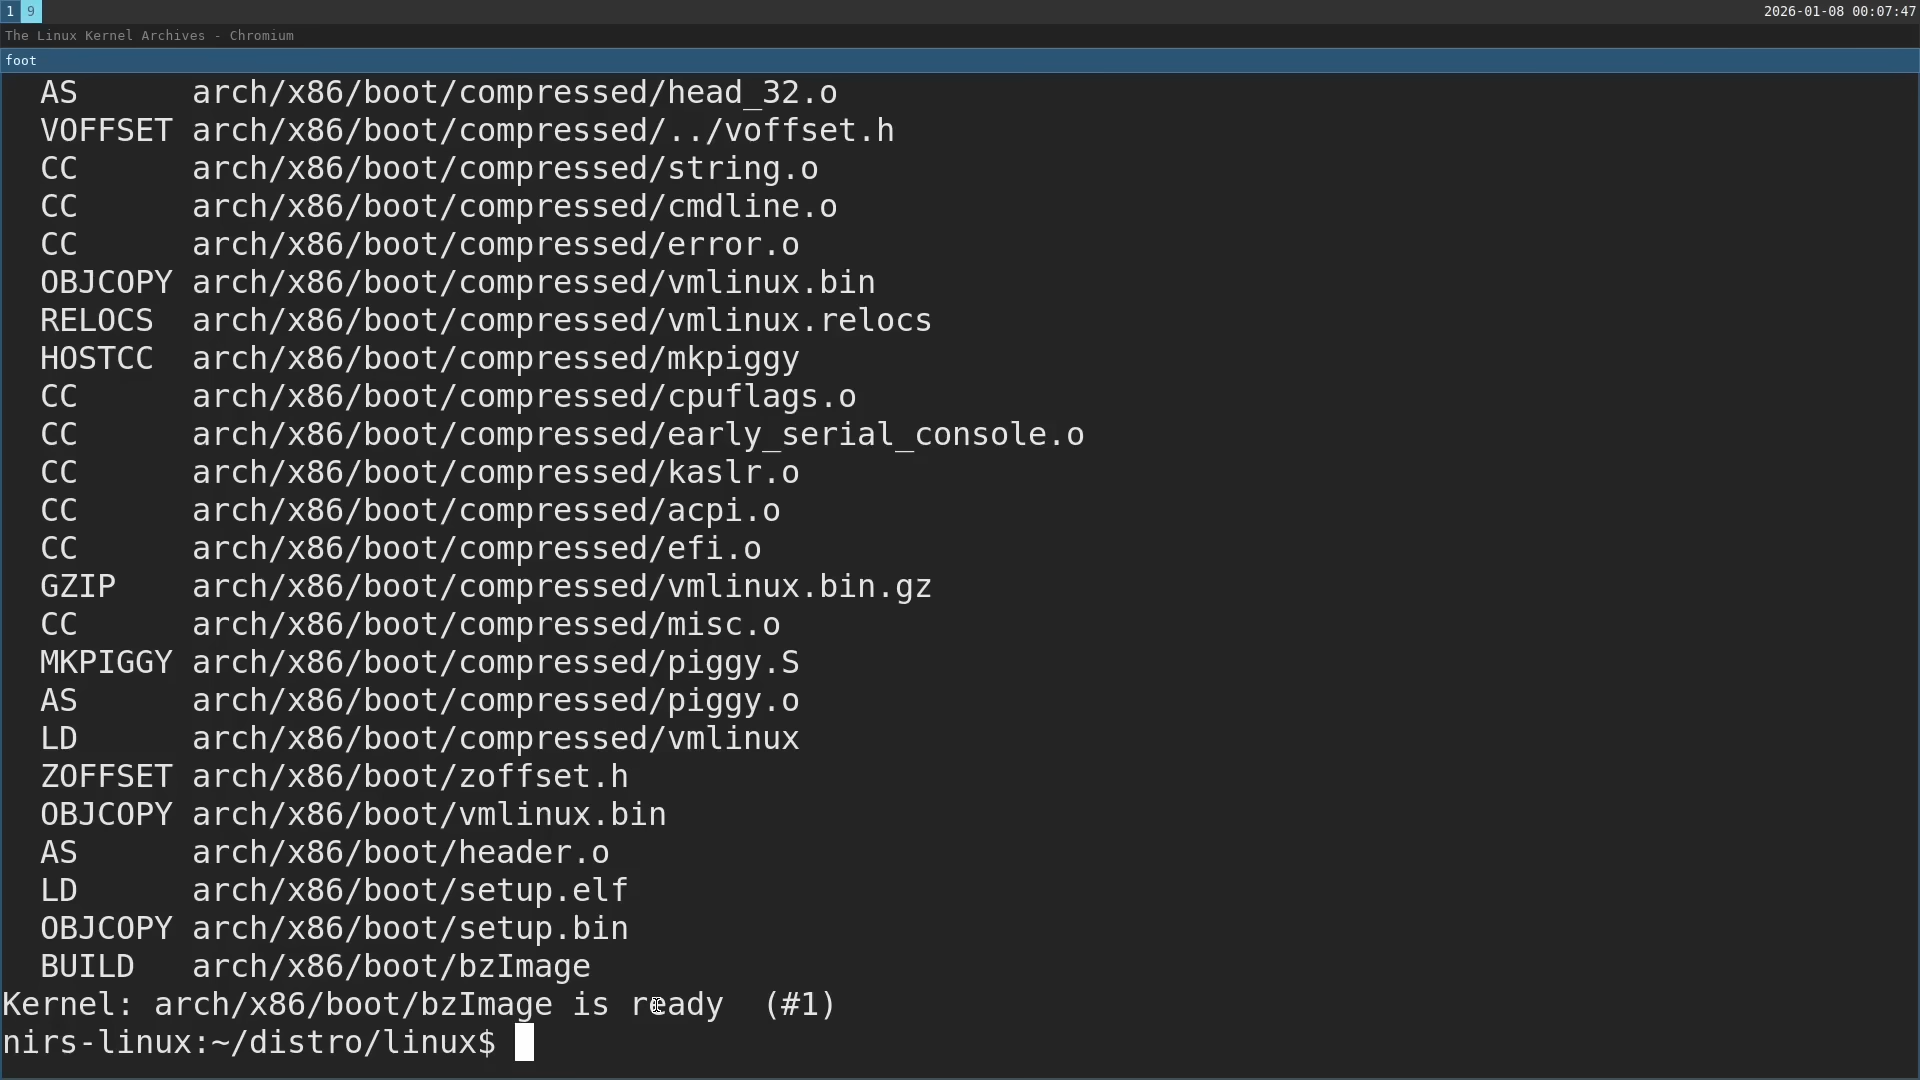 1 9 2026-01-08 00:07:47
The Linux Kernel Archives - Chromium
foot
AS arch/x86/boot/compressed/head_32.o
VOFFSET arch/x86/boot/compressed/../voffset.h
CC arch/x86/boot/compressed/string.o
CC arch/x86/boot/compressed/cmdline.o
CC arch/x86/boot/compressed/error.o
OBJCOPY arch/x86/boot/compressed/vmlinux.bin
RELOCS arch/x86/boot/compressed/vmlinux.relocs
HOSTCC arch/x86/boot/compressed/mkpiggy
CC arch/x86/boot/compressed/cpuflags.o
CC arch/x86/boot/compressed/early_serial_console.o
CC arch/x86/boot/compressed/kaslr.o
CC arch/x86/boot/compressed/acpi.o
CC arch/x86/boot/compressed/efi.o
GZIP arch/x86/boot/compressed/vmlinux.bin.gz
CC arch/x86/boot/compressed/misc.o
MKPIGGY arch/x86/boot/compressed/piggy.S
AS arch/x86/boot/compressed/piggy.o
LD arch/x86/boot/compressed/vmlinux
ZOFFSET arch/x86/boot/zoffset.h
OBJCOPY arch/x86/boot/vmlinux.bin
AS arch/x86/boot/header.o
LD arch/x86/boot/setup.elf
OBJCOPY arch/x86/boot/setup.bin
BUILD arch/x86/boot/bzImage
Kernel: arch/x86/boot/bzImage is ready (#1)
nirs-linux:~/distro/linux$